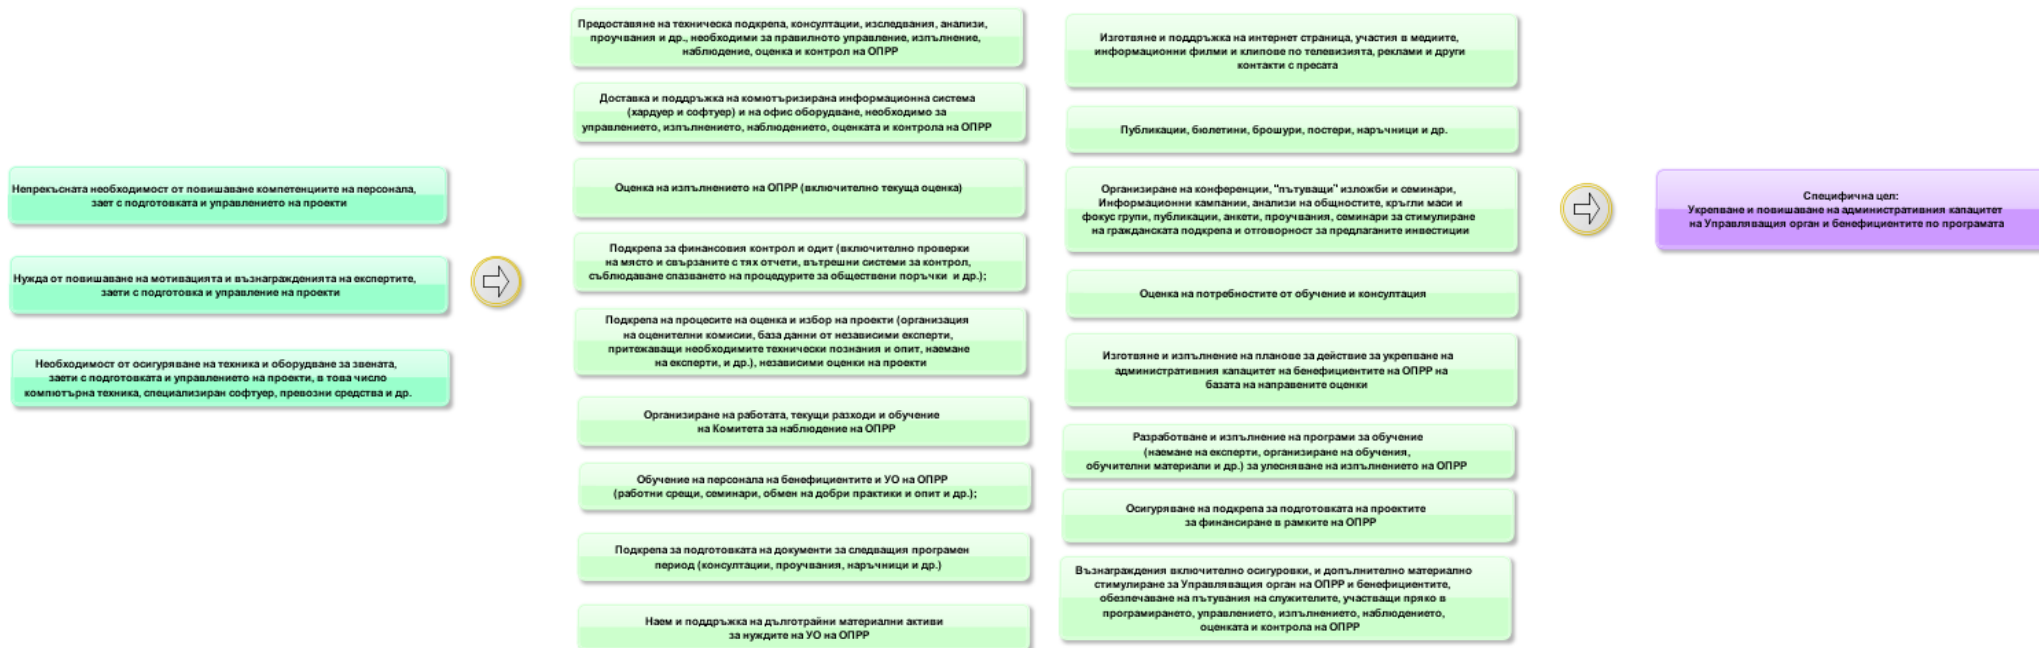 Непрекъсната необходимост от повишаване компетенциите на персонала,
зает с подготовката и управлението на проекти
Нужда от повишаване на мотивацията и възнагражденията на експертите,
заети с подготовка и управление на проекти
Необходимост от осигуряване на техника и оборудване за звената,
заети с подготовката и управлението на проекти, в това число
компютърна техника, специализиран софтуер, превозни средства и др.
Предоставяне на техническа подкрепа, консултации, изследвания, анализи,
проучвания и др., необходими за правилното управление, изпълнение,
наблюдение, оценка и контрол на ОПРР
Доставка и поддръжка на комютъризирана информационна система
(хардуер и софтуер) и на офис оборудване, необходимо за
управлението, изпълнението, наблюдението, оценката и контрола на ОПРР
Оценка на изпълнението на ОПРР (включително текуща оценка)
Подкрепа за финансовия контрол и одит (включително проверки
на място и свързаните с тях отчети, вътрешни системи за контрол,
съблюдаване спазването на процедурите за обществени поръчки и др.);
Подкрепа на процесите на оценка и избор на проекти (организация
на оценителни комисии, база данни от независими експерти,
притежаващи необходимите технически познания и опит, наемане
на експерти, и др.), независими оценки на проекти
Организиране на работата, текущи разходи и обучение
на Комитета за наблюдение на ОПРР
Обучение на персонала на бенефициентите и УО на ОПРР
(работни срещи, семинари, обмен на добри практики и опит и др.);
Подкрепа за подготовката на документи за следващия програмен
период (консултации, проучвания, наръчници и др.)
Наем и поддръжка на дълготрайни материални активи
за нуждите на УО на ОПРР
Изготвяне и поддръжка на интернет страница, участия в медиите,
информационни филми и клипове по телевизията, реклами и други
контакти с пресата
Публикации, бюлетини, брошури, постери, наръчници и др.
Организиране на конференции, "пътуващи" изложби и семинари,
Информационни кампании, анализи на общностите, кръгли маси и
фокус групи, публикации, анкети, проучвания, семинари за стимулиране
на гражданската подкрепа и отговорност за предлаганите инвестиции
Оценка на потребностите от обучение и консултация
Изготвяне и изпълнение на планове за действие за укрепване на
административния капацитет на бенефициентите на ОПРР на
базата на направените оценки
Разработване и изпълнение на програми за обучение
(наемане на експерти, организиране на обучения,
обучителни материали и др.) за улесняване на изпълнението на ОПРР
Осигуряване на подкрепа за подготовката на проектите
за финансиране в рамките на ОПРР
Възнаграждения включително осигуровки, и допълнително материално
стимулиране за Управляващия орган на ОПРР и бенефициентите,
обезпечаване на пътувания на служителите, участващи пряко в
програмирането, управлението, изпълнението, наблюдението,
оценката и контрола на ОПРР
Специфична цел:
Укрепване и повишаване на административния капацитет
на Управляващия орган и бенефициентите по програмата